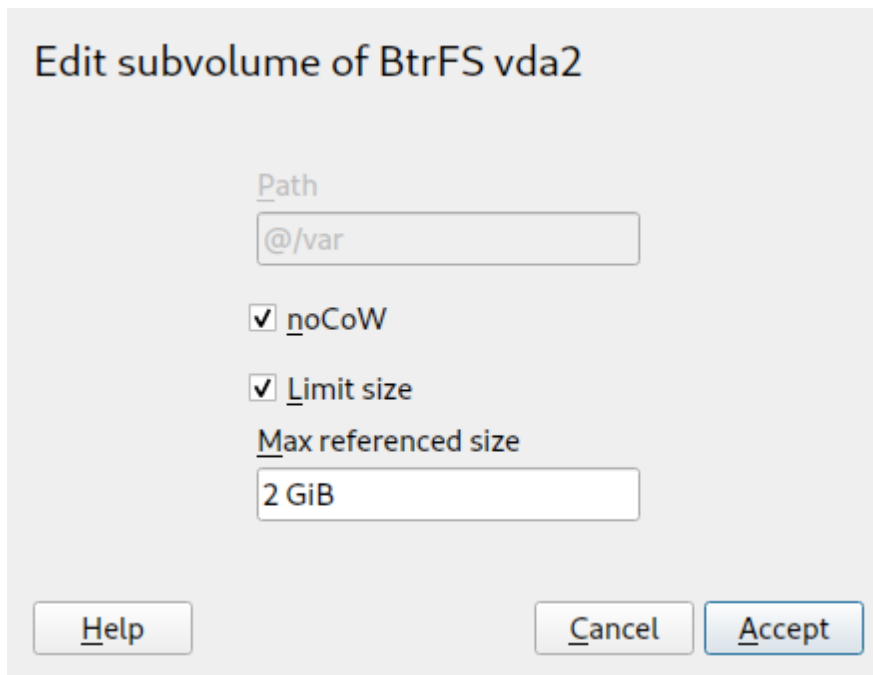 Edit subvolume of BtrFS vda2
Path
@/var
noCoW
Limit size
Max referenced size
2 GiB
Help Cancel Accept